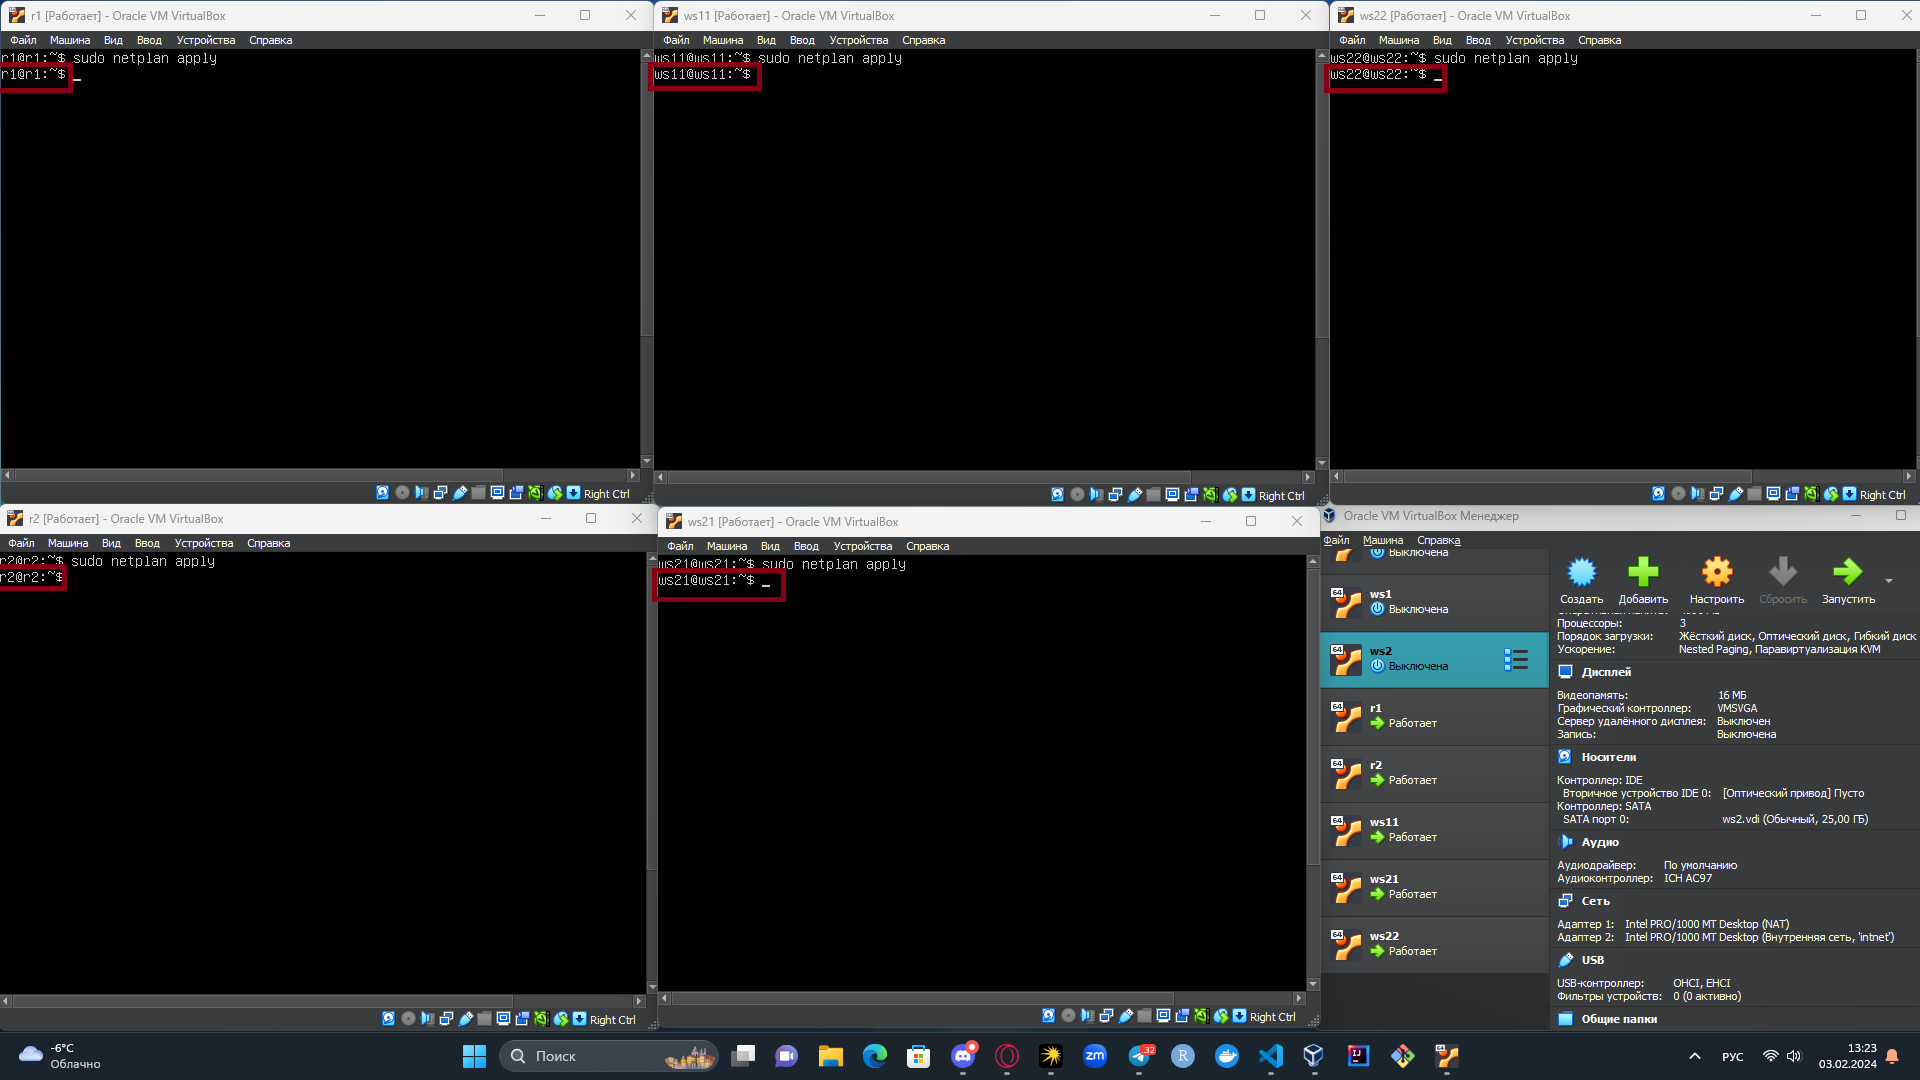 r1 [Работает] - Oracle VM VirtualBox
Файл Машина Вид Ввод Устройства Справка
r1@r1:~$ sudo netplan apply
r1@r1:~$ _
Right Ctrl
ws11 [Работает] - Oracle VM VirtualBox
Файл Машина Вид Ввод Устройства Справка
ws11@ws11:~$ sudo netplan apply
ws11@ws11:~$
Right Ctrl
ws22 [Работает] - Oracle VM VirtualBox
Файл Машина Вид Ввод Устройства Справка
ws22@ws22:~$ sudo netplan apply
ws22@ws22:~$ _
Right Ctrl
r2 [Работает] - Oracle VM VirtualBox
Файл Машина Вид Ввод Устройства Справка
r2@r2:~$ sudo netplan apply
r2@r2:~$
Right Ctrl
ws21 [Работает] - Oracle VM VirtualBox
Файл Машина Вид Ввод Устройства Справка
ws21@ws21:~$ sudo netplan apply
ws21@ws21:~$ _
Right Ctrl
Oracle VM VirtualBox Менеджер
Файл Машина Справка
Выключена
64 ws1
Выключена
64 ws2
Выключена
64 r1
Работает
64 r2
Работает
64 ws11
Работает
64 ws21
Работает
64 ws22
Работает
Создать Добавить Настроить Сбросить Запустить
Процессоры: 3
Порядок загрузки: Жёсткий диск, Оптический диск, Гибкий диск
Ускорение: Nested Paging, Паравиртуализация KVM
Дисплей
Видеопамять: 16 МБ
Графический контроллер: VMSVGA
Сервер удалённого дисплея: Выключен
Запись: Выключена
Носители
Контроллер: IDE
Вторичное устройство IDE 0: [Оптический привод] Пусто
Контроллер: SATA
SATA порт 0: ws2.vdi (Обычный, 25,00 ГБ)
Аудио
Аудиодрайвер: По умолчанию
Аудиоконтроллер: ICH AC97
Сеть
Адаптер 1: Intel PRO/1000 MT Desktop (NAT)
Адаптер 2: Intel PRO/1000 MT Desktop (Внутренняя сеть, 'intnet')
USB
USB-контроллер: OHCI, EHCI
Фильтры устройств: 0 (0 активно)
Общие папки
-6°C
Облачно
Поиск
zm
32
R
IJ
РУС
13:23
03.02.2024